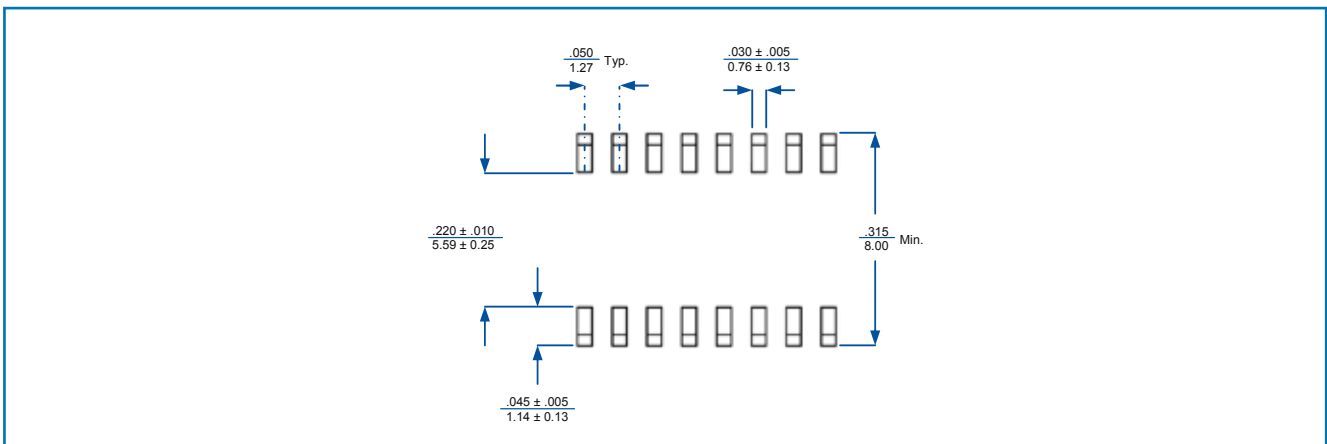 .050
1.27
Typ.
.030 ± .005
0.76 ± 0.13
.220 ± .010
5.59 ± 0.25
.315
8.00
Min.
.045 ± .005
1.14 ± 0.13